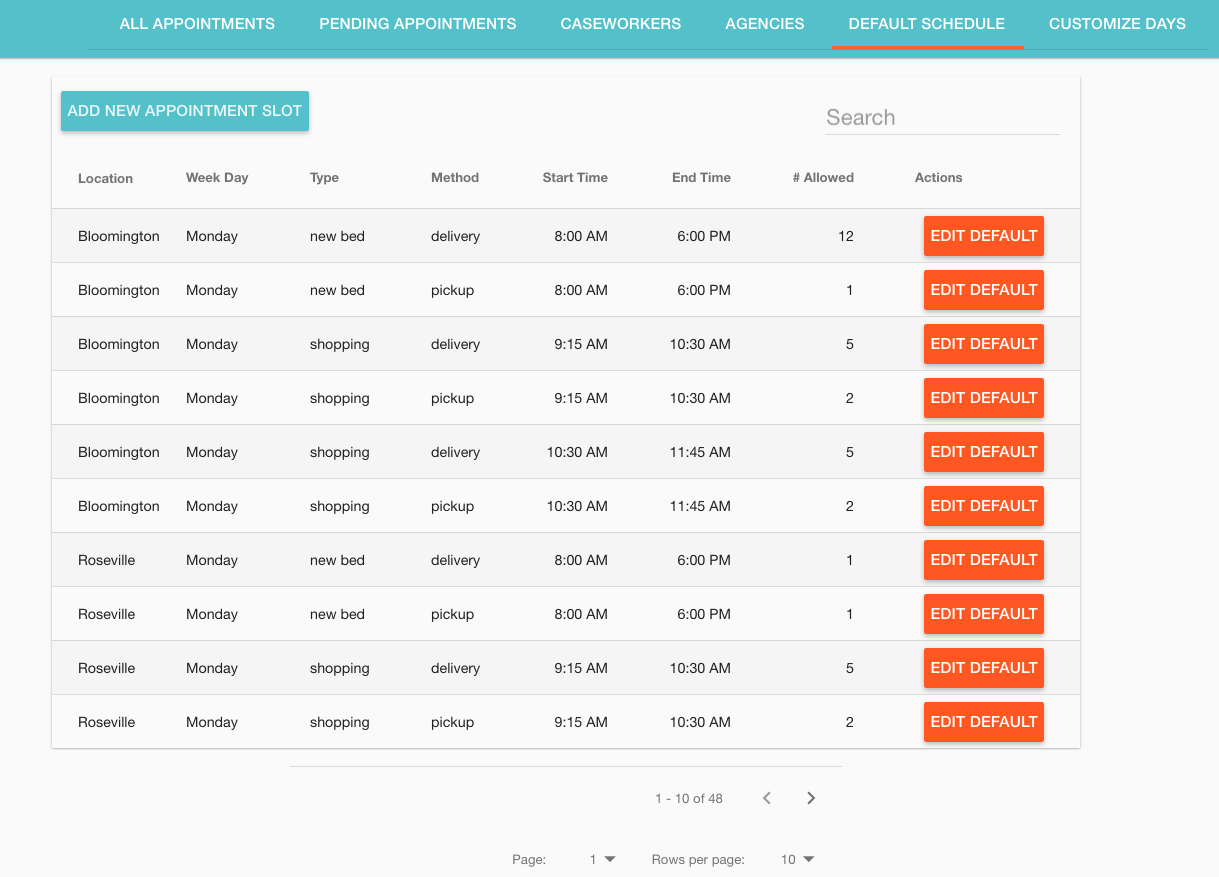 ALL APPOINTMENTS PENDING APPOINTMENTS CASEWORKERS AGENCIES DEFAULT SCHEDULE CUSTOMIZE DAYS
ADD NEW APPOINTMENT SLOT Search
Location Week Day Type Method Start Time End Time # Allowed Actions
Bloomington Monday new bed delivery 8:00 AM 6:00 PM 12 EDIT DEFAULT
Bloomington Monday new bed pickup 8:00 AM 6:00 PM 1 EDIT DEFAULT
Bloomington Monday shopping delivery 9:15 AM 10:30 AM 5 EDIT DEFAULT
Bloomington Monday shopping pickup 9:15 AM 10:30 AM 2 EDIT DEFAULT
Bloomington Monday shopping delivery 10:30 AM 11:45 AM 5 EDIT DEFAULT
Bloomington Monday shopping pickup 10:30 AM 11:45 AM 2 EDIT DEFAULT
Roseville Monday new bed delivery 8:00 AM 6:00 PM 1 EDIT DEFAULT
Roseville Monday new bed pickup 8:00 AM 6:00 PM 1 EDIT DEFAULT
Roseville Monday shopping delivery 9:15 AM 10:30 AM 5 EDIT DEFAULT
Roseville Monday shopping pickup 9:15 AM 10:30 AM 2 EDIT DEFAULT
1 - 10 of 48
Page: 1 Rows per page: 10